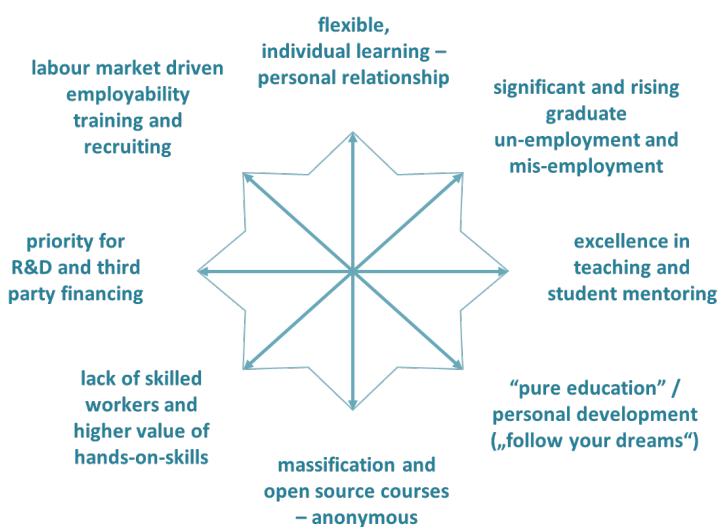 flexible,
individual learning –
personal relationship
labour market driven
employability
training and
recruiting
significant and rising
graduate
un-employment and
mis-employment
priority for
R&D and third
party financing
excellence in
teaching and
student mentoring
lack of skilled
workers and
higher value of
hands-on-skills
“pure education” /
personal development
(„follow your dreams“)
massification and
open source courses
– anonymous